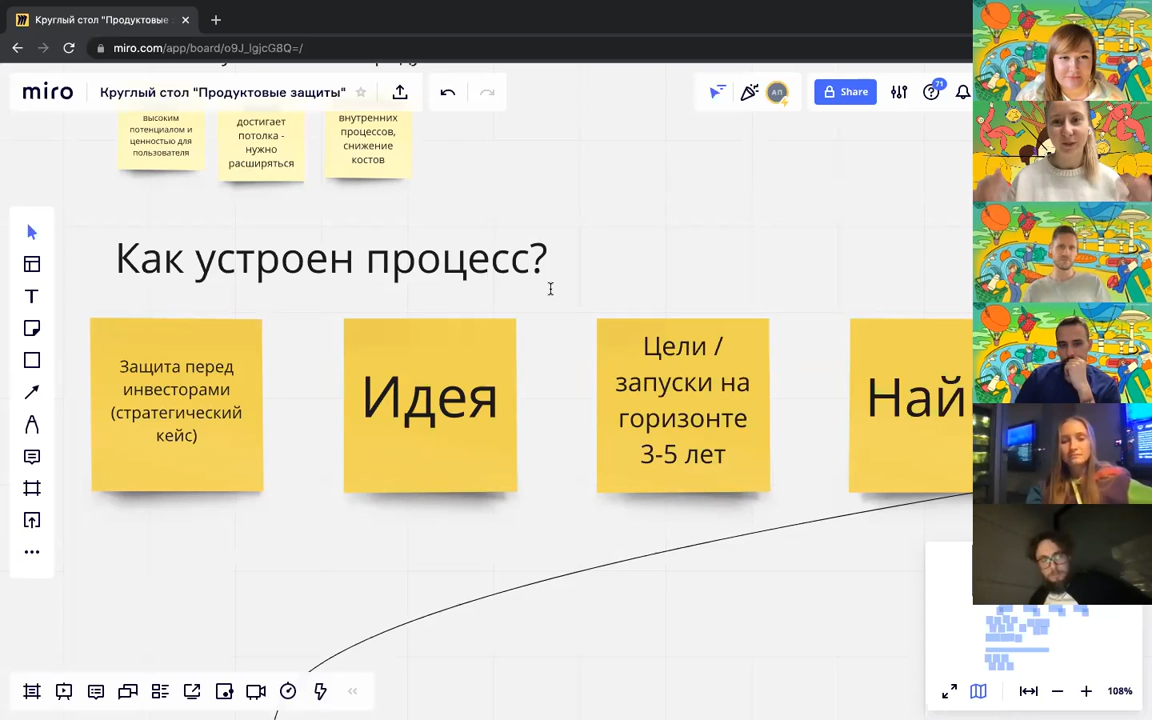 Круглый стол "Продуктовые з
miro.com/app/board/o9J_lgjcG8Q=/
miro
Круглый стол "Продуктовые защиты"
АП
Share
71
высоким
потенциалом и
ценностью для
пользователя
достигает
потолка -
нужно
расширяться
внутренних
процессов,
снижение
костов
Как устроен процесс?
Защита перед
инвесторами
(стратегический
кейс)
Идея
Цели /
запуски на
горизонте
3-5 лет
Най
108%